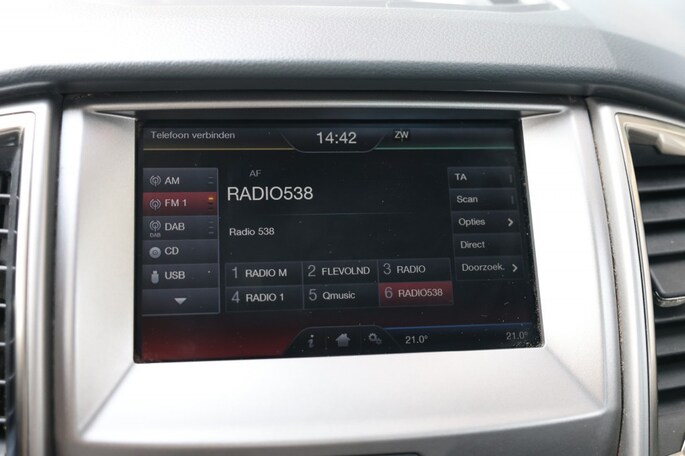 Telefoon verbinden 14:42 ZW
AM
FM 1
DAB
DAB
CD
USB
AF
RADIO538
Radio 538
1 RADIO M 2 FLEVOLND 3 RADIO
4 RADIO 1 5 Qmusic 6 RADIO538
TA
Scan
Opties
Direct
Doorzoek.
i 21.0° 21.0°